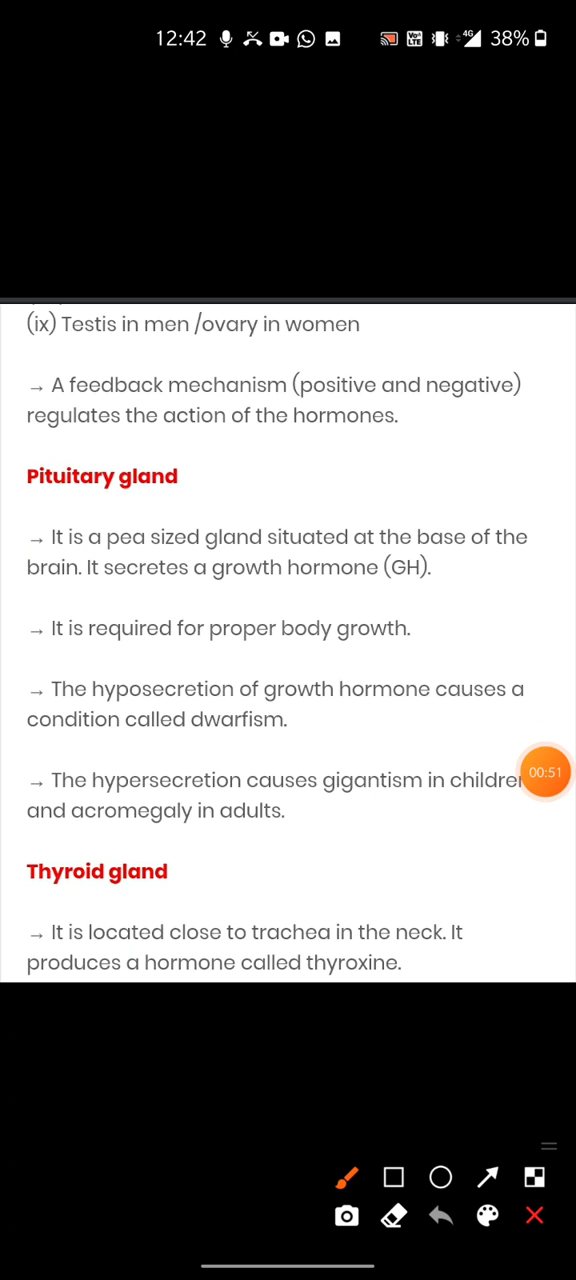 12:42 4G 38%
Vo LTE
(ix) Testis in men /ovary in women
→ A feedback mechanism (positive and negative)
regulates the action of the hormones.
Pituitary gland
→ It is a pea sized gland situated at the base of the
brain. It secretes a growth hormone (GH).
→ It is required for proper body growth.
→ The hyposecretion of growth hormone causes a
condition called dwarfism.
→ The hypersecretion causes gigantism in children
00:51
and acromegaly in adults.
Thyroid gland
→ It is located close to trachea in the neck. It
produces a hormone called thyroxine.